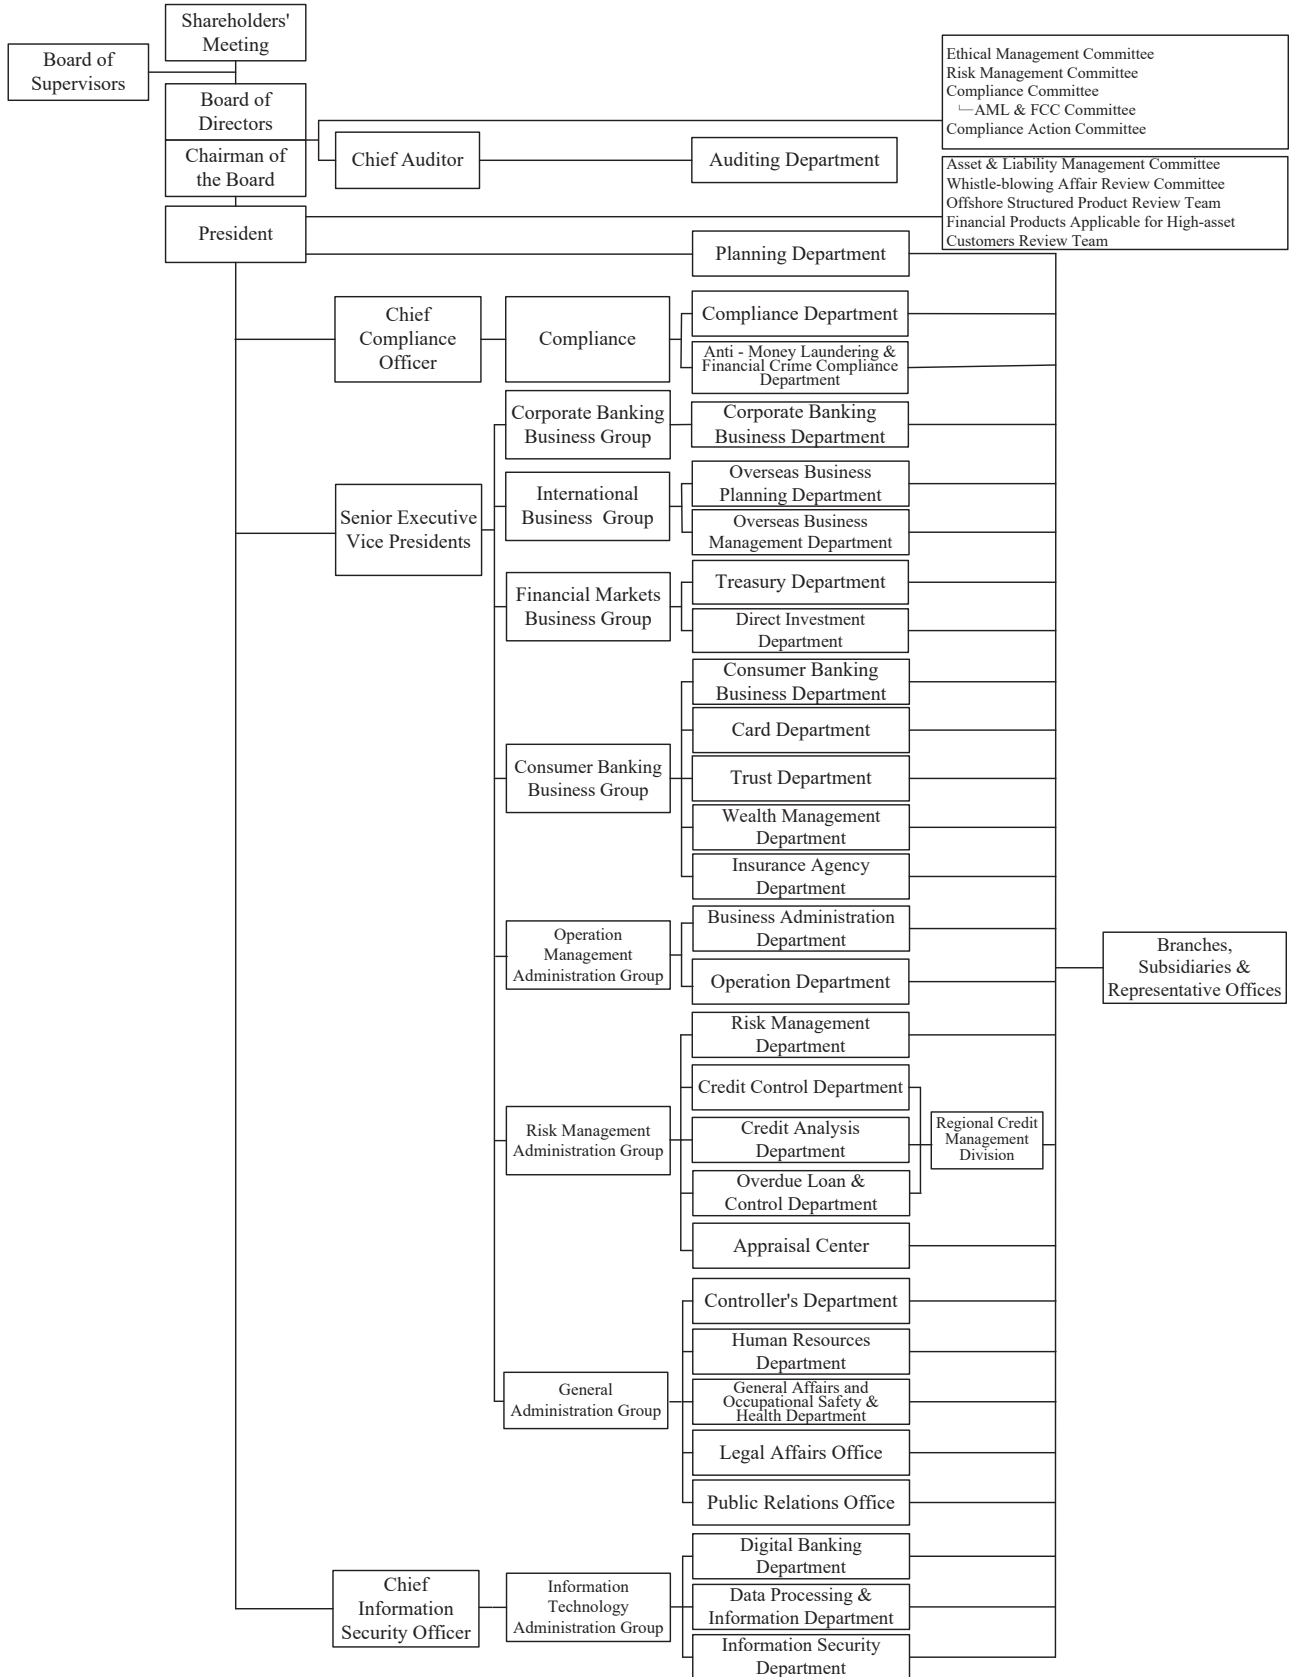 Shareholders'
Meeting
Board of
Supervisors
Board of
Directors
Chairman of
the Board
Chief Auditor
Auditing Department
Ethical Management Committee
Risk Management Committee
Compliance Committee
AML & FCC Committee
Compliance Action Committee
President
Asset & Liability Management Committee
Whistle-blowing Affair Review Committee
Offshore Structured Product Review Team
Financial Products Applicable for High-asset
Customers Review Team
Planning Department
Chief
Compliance
Officer
Compliance
Compliance Department
Anti - Money Laundering &
Financial Crime Compliance
Department
Senior Executive
Vice Presidents
Corporate Banking
Business Group
Corporate Banking
Business Department
International
Business Group
Overseas Business
Planning Department
Overseas Business
Management Department
Financial Markets
Business Group
Treasury Department
Direct Investment
Department
Consumer Banking
Business Group
Consumer Banking
Business Department
Card Department
Trust Department
Wealth Management
Department
Insurance Agency
Department
Operation
Management
Administration Group
Business Administration
Department
Operation Department
Branches,
Subsidiaries &
Representative Offices
Risk Management
Administration Group
Risk Management
Department
Credit Control Department
Credit Analysis
Department
Overdue Loan &
Control Department
Appraisal Center
Regional Credit
Management
Division
General
Administration Group
Controller's Department
Human Resources
Department
General Affairs and
Occupational Safety &
Health Department
Legal Affairs Office
Public Relations Office
Chief
Information
Security Officer
Information
Technology
Administration Group
Digital Banking
Department
Data Processing &
Information Department
Information Security
Department